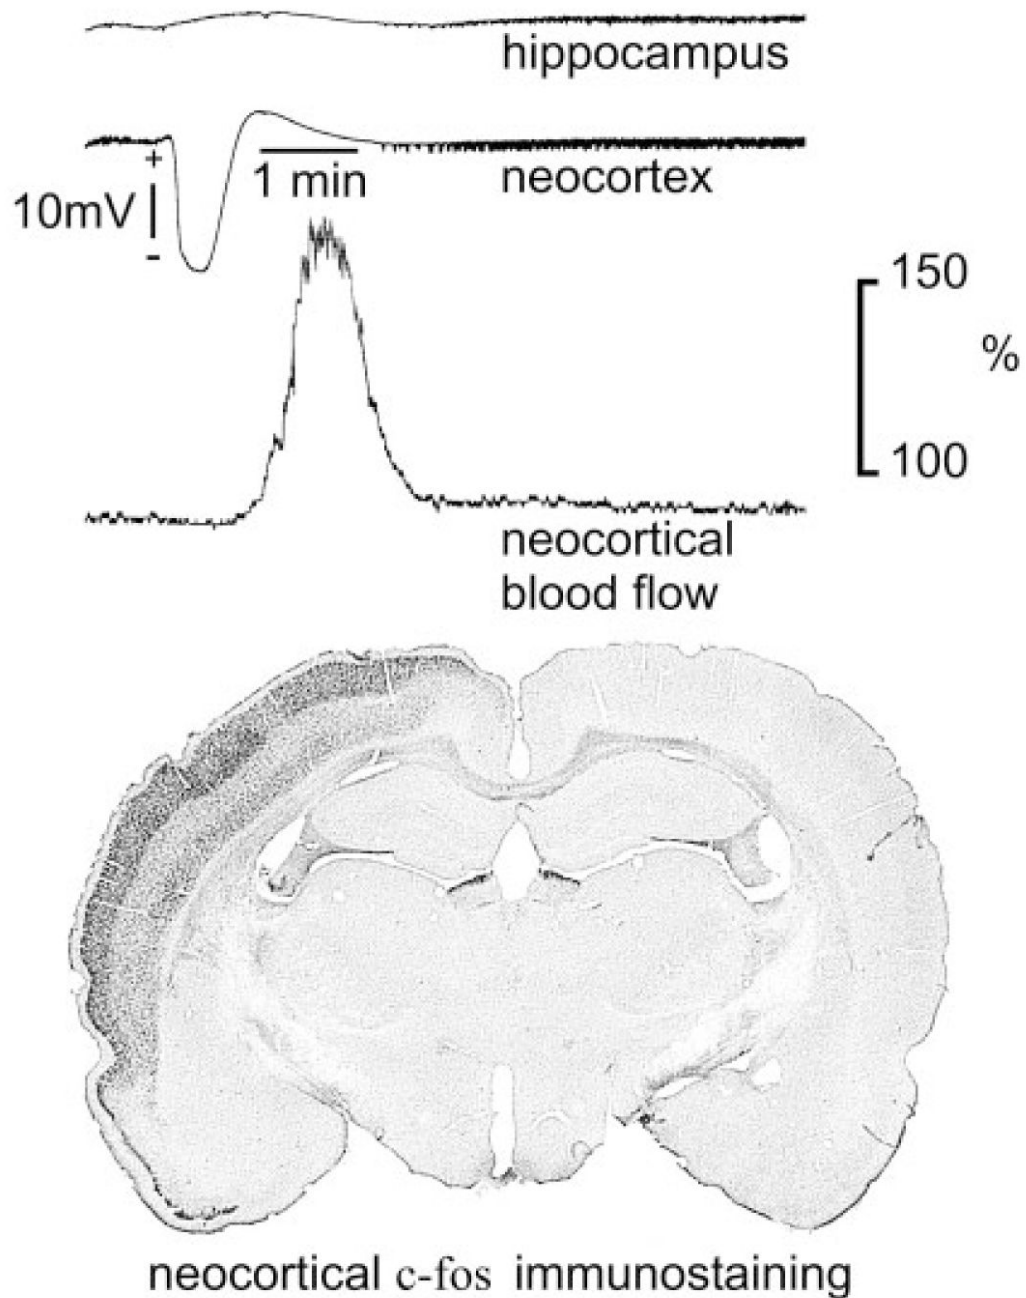 hippocampus
+
1 min
neocortex
10mV
-
150
%
100
neocortical
blood flow
neocortical c-fos immunostaining